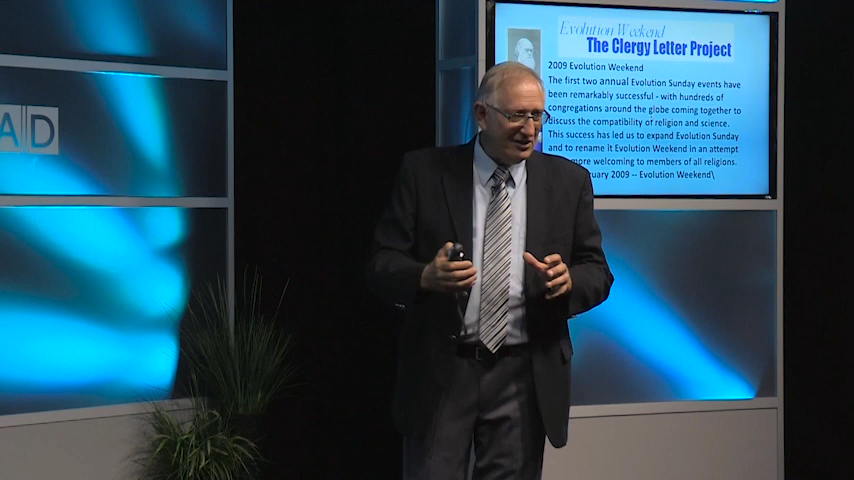 AD
Evolution Weekend
The Clergy Letter Project
2009 Evolution Weekend
The first two annual Evolution Sunday events have
been remarkably successful - with hundreds of
congregations around the globe coming together to
discuss the compatibility of religion and science.
This success has led us to expand Evolution Sunday
and to rename it Evolution Weekend in an attempt
more welcoming to members of all religions.
2009 -- Evolution Weekend\